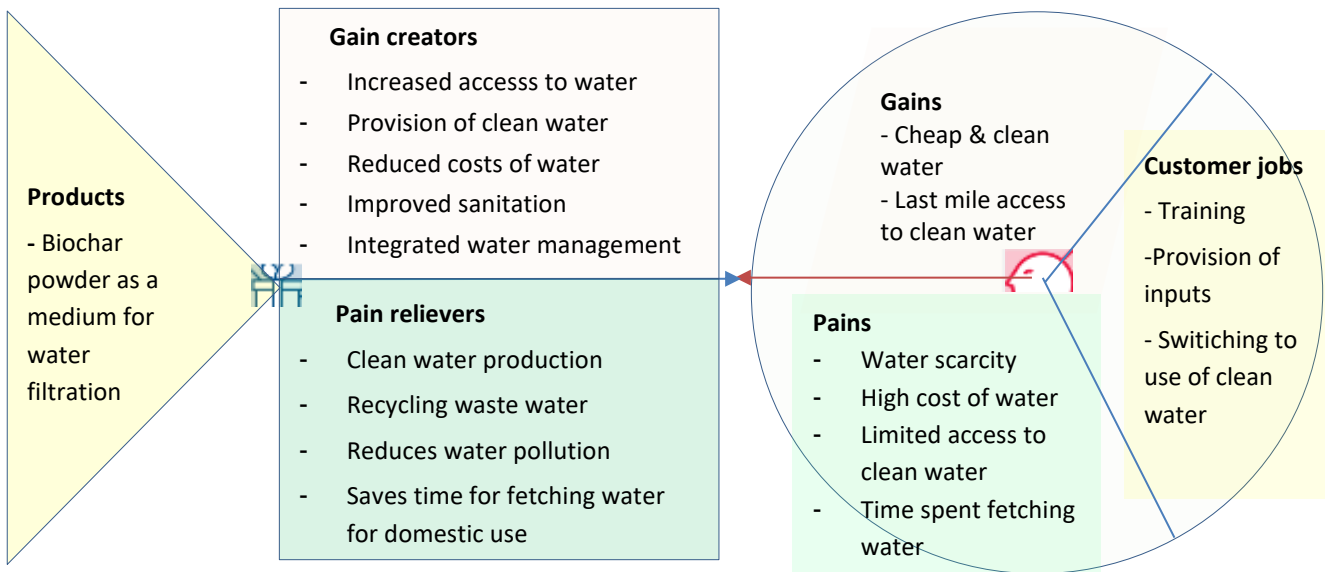 Products
- Biochar
powder as a
medium for
water
filtration
Gain creators
- Increased accesss to water
- Provision of clean water
- Reduced costs of water
- Improved sanitation
- Integrated water management
Pain relievers
- Clean water production
- Recycling waste water
- Reduces water pollution
- Saves time for fetching water
for domestic use
Gains
- Cheap & clean
water
- Last mile access
to clean water
Pains
- Water scarcity
- High cost of water
- Limited access to
clean water
- Time spent fetching
water
Customer jobs
- Training
-Provision of
inputs
- Switiching to
use of clean
water